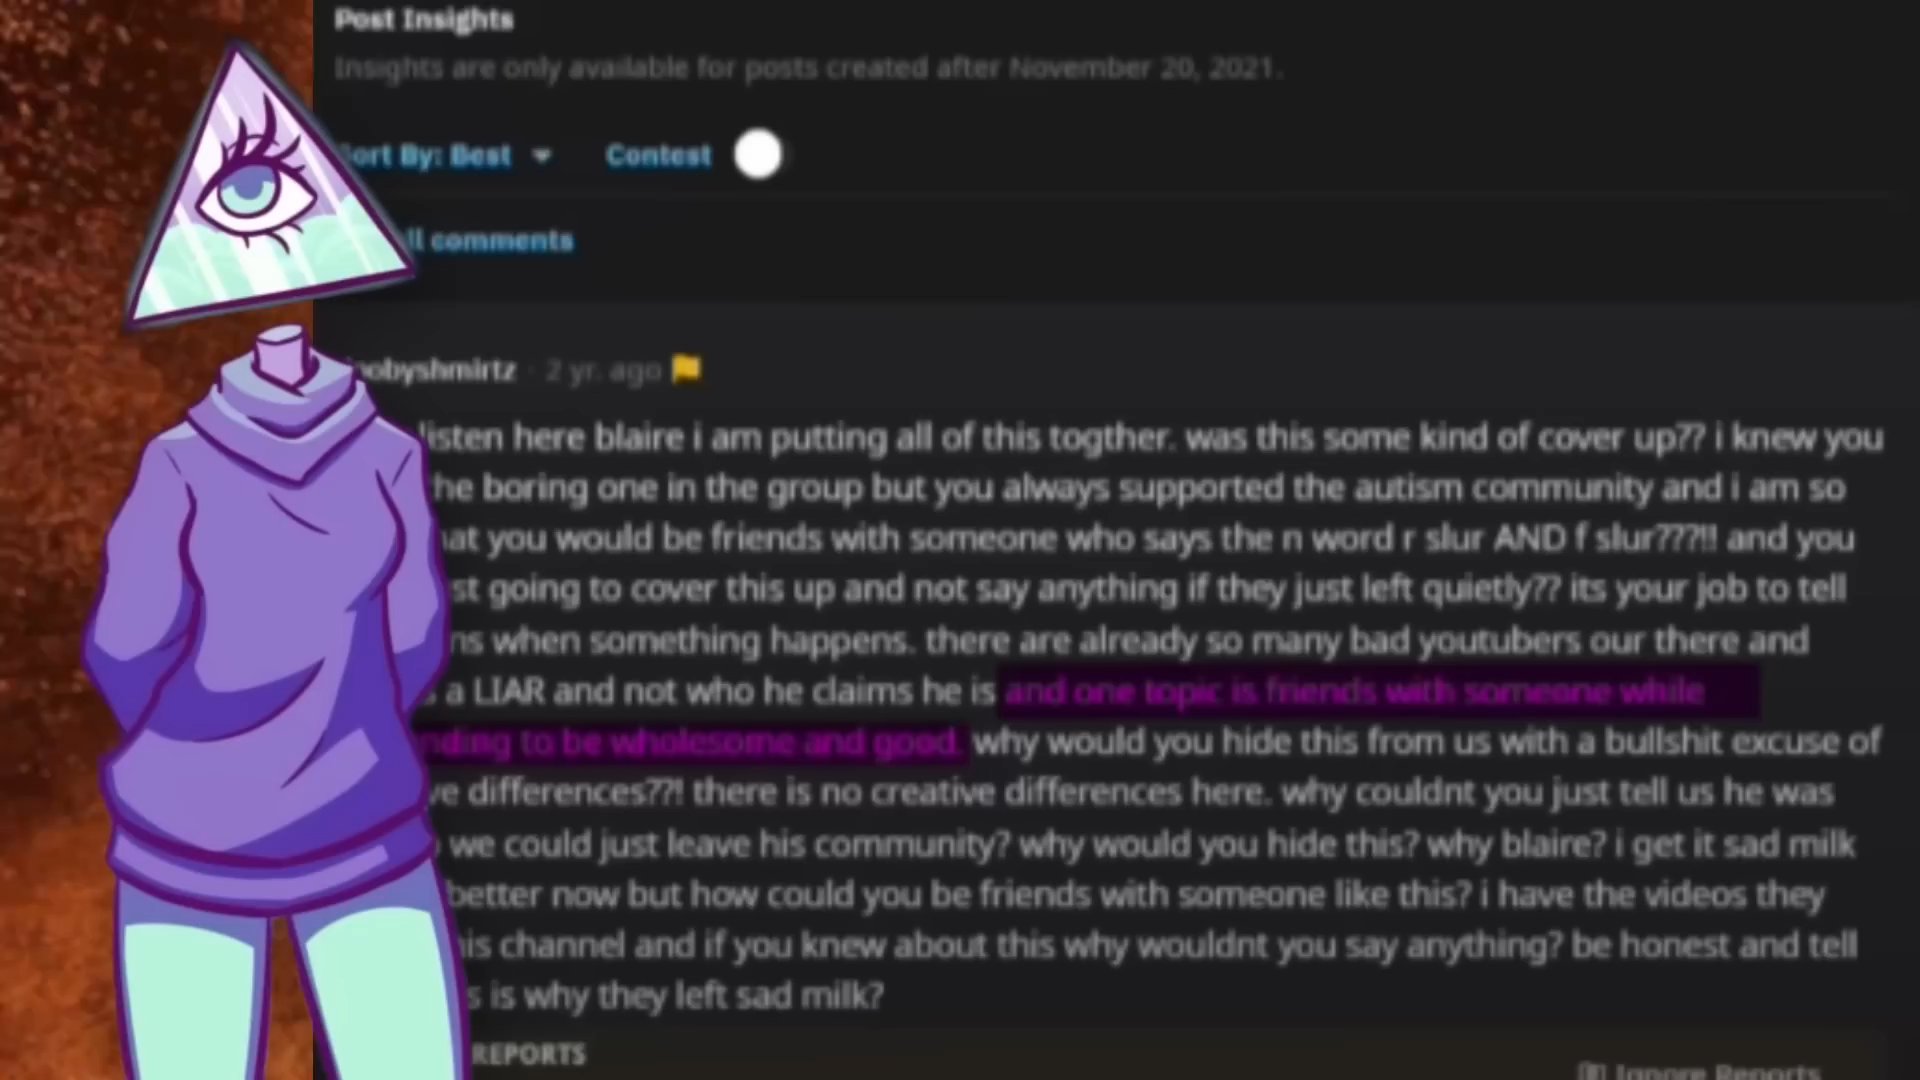 Post Insights
Insights are only available for posts created after November 20, 2021.
Sort By: Best Contest
comments
2 yr. ago
listen here blaire i am putting all of this togther. was this some kind of cover up?? i knew you
he boring one in the group but you always supported the autism community and i am so
hat you would be friends with someone who says the n word r slur AND f slur???!! and you
st going to cover this up and not say anything if they just left quietly?? its your job to tell
ns when something happens. there are already so many bad youtubers our there and
s a LIAR and not who he claims he is and one topic is friends with someone while
nding to be wholesome and good. why would you hide this from us with a bullshit excuse of
ve differences??! there is no creative differences here. why couldnt you just tell us he was
we could just leave his community? why would you hide this? why blaire? i get it sad milk
better now but how could you be friends with someone like this? i have the videos they
his channel and if you knew about this why wouldnt you say anything? be honest and tell
s is why they left sad milk?
REPORTS
Ignore Reports